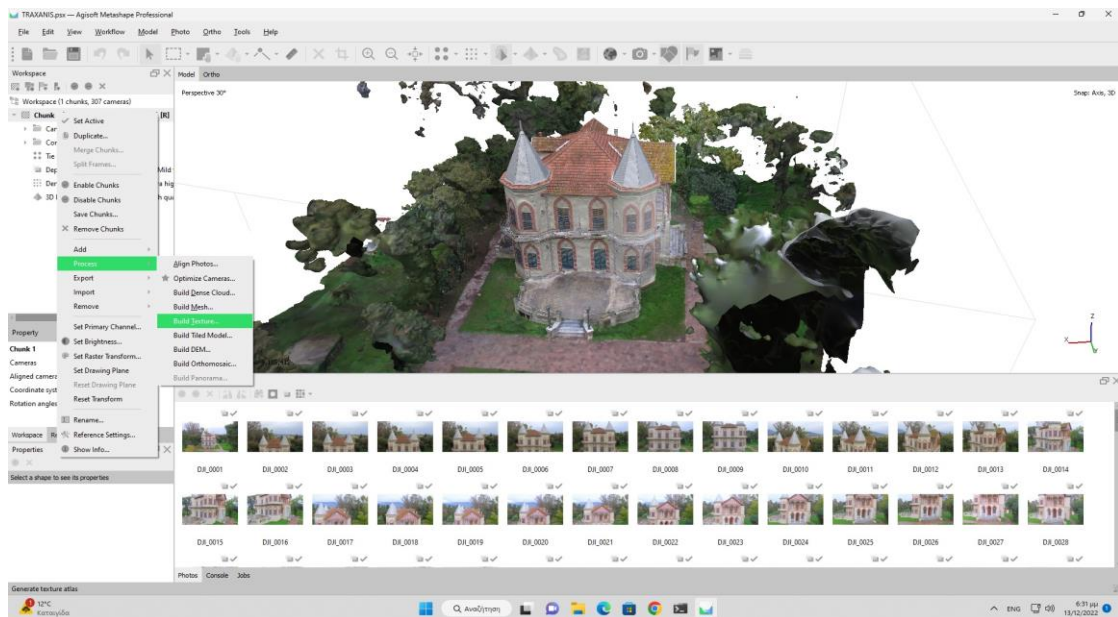 TRAXANIS.psx — Agisoft Metashape Professional
File Edit View Workflow Model Photo Ortho Tools Help
Workspace
Model Ortho
Workspace (1 chunks, 307 cameras)
Perspective 30°
Snap: Axis, 3D
Chunk
[R]
Set Active
Duplicate...
Merge Chunks...
Split Frames...
Enable Chunks
Disable Chunks
Save Chunks...
Remove Chunks
Add
Process
Export
Import
Remove
Set Primary Channel...
Set Brightness...
Set Raster Transform...
Set Drawing Plane
Reset Drawing Plane
Reset Transform
Rename...
Reference Settings...
Show Info...
Align Photos...
Optimize Cameras...
Build Dense Cloud...
Build Mesh...
Build Texture...
Build Tiled Model...
Build DEM...
Build Orthomosaic...
Build Panorama...
Z
X
Property
Chunk 1
Cameras
Aligned camera
Coordinate syst
Rotation angles
Workspace
Properties
Select a shape to see its properties
DJI_0001 DJI_0002 DJI_0003 DJI_0004 DJI_0005 DJI_0006 DJI_0007 DJI_0008 DJI_0009 DJI_0010 DJI_0011 DJI_0012 DJI_0013 DJI_0014
DJI_0015 DJI_0016 DJI_0017 DJI_0018 DJI_0019 DJI_0020 DJI_0021 DJI_0022 DJI_0023 DJI_0024 DJI_0025 DJI_0026 DJI_0027 DJI_0028
Photos Console Jobs
Generate texture atlas
12°C
Καταιγίδα
Αναζήτηση
ENG
6:31 μμ
13/12/2022